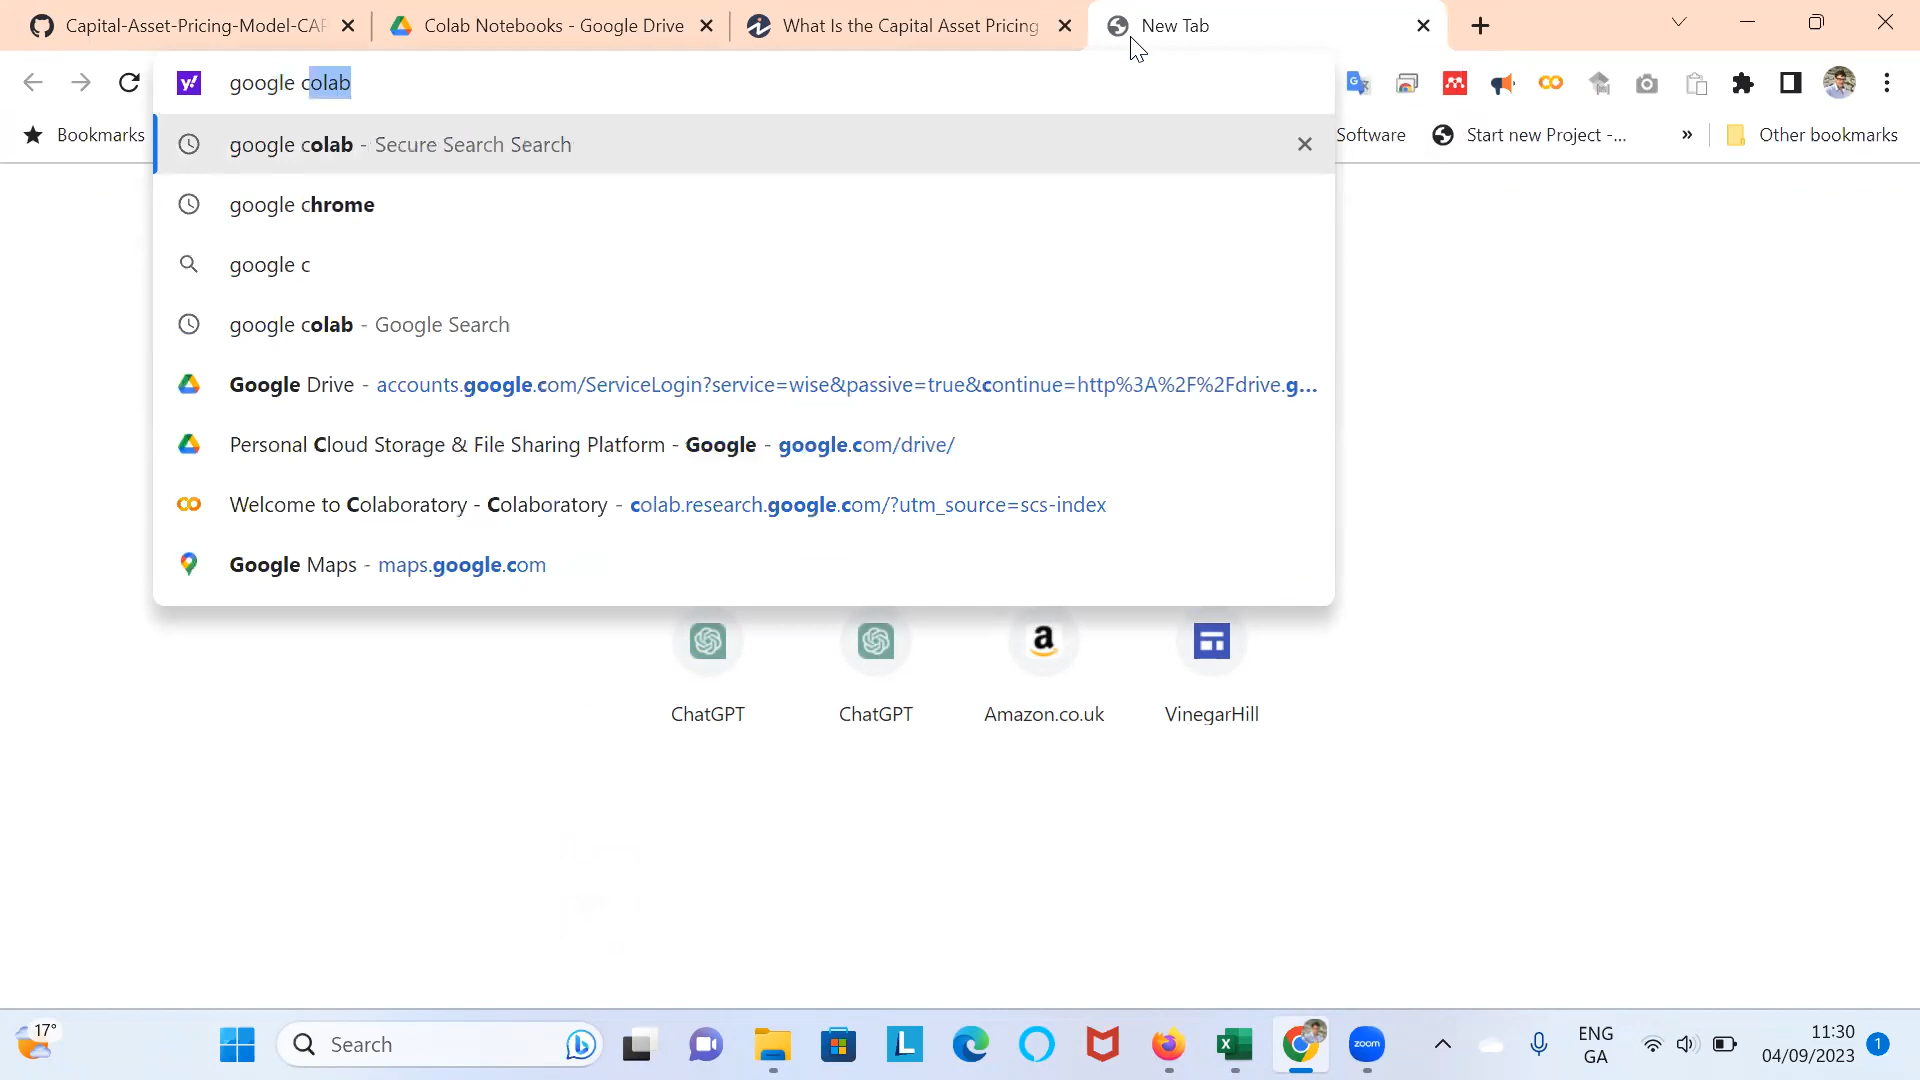 Capital-Asset-Pricing-Model-CAP
Colab Notebooks - Google Drive
What Is the Capital Asset Pricing
New Tab
y!
google colab
Bookmarks
Software
Start new Project -...
»
Other bookmarks
google colab - Secure Search Search
google chrome
google c
google colab - Google Search
Google Drive - accounts.google.com/ServiceLogin?service=wise&passive=true&continue=http%3A%2F%2Fdrive.g...
Personal Cloud Storage & File Sharing Platform - Google - google.com/drive/
Welcome to Colaboratory - Colaboratory - colab.research.google.com/?utm_source=scs-index
Google Maps - maps.google.com
ChatGPT
ChatGPT
Amazon.co.uk
VinegarHill
17°
Search
L
zoom
ENG
GA
11:30
04/09/2023
1